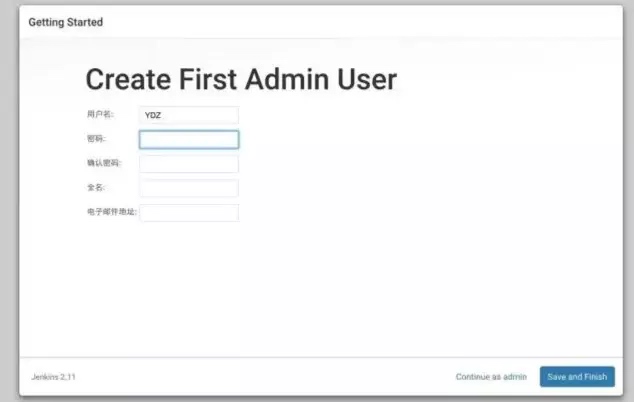 Getting Started
Create First Admin User
用户名: YDZ
密码:
确认密码:
全名:
电子邮件地址:
Jenkins 2.11 Continue as admin Save and Finish